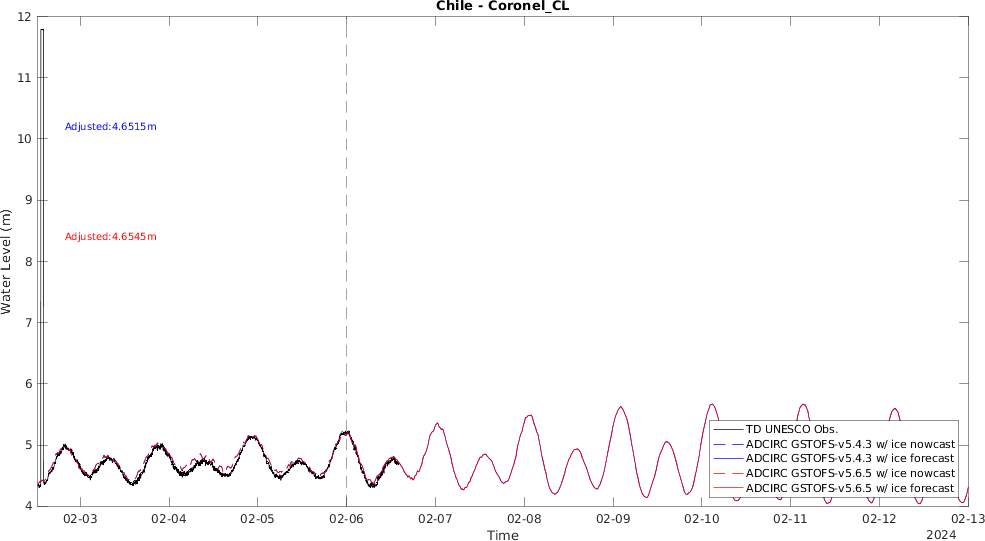 Chile - Coronel_CL
12
11
10
9
8
7
6
5
4
Water Level (m)
Adjusted:4.6515m
Adjusted:4.6545m
TD UNESCO Obs.
ADCIRC GSTOFS-v5.4.3 w/ ice nowcast
ADCIRC GSTOFS-v5.4.3 w/ ice forecast
ADCIRC GSTOFS-v5.6.5 w/ ice nowcast
ADCIRC GSTOFS-v5.6.5 w/ ice forecast
02-03 02-04 02-05 02-06 02-07 02-08 02-09 02-10 02-11 02-12 02-13
Time
2024